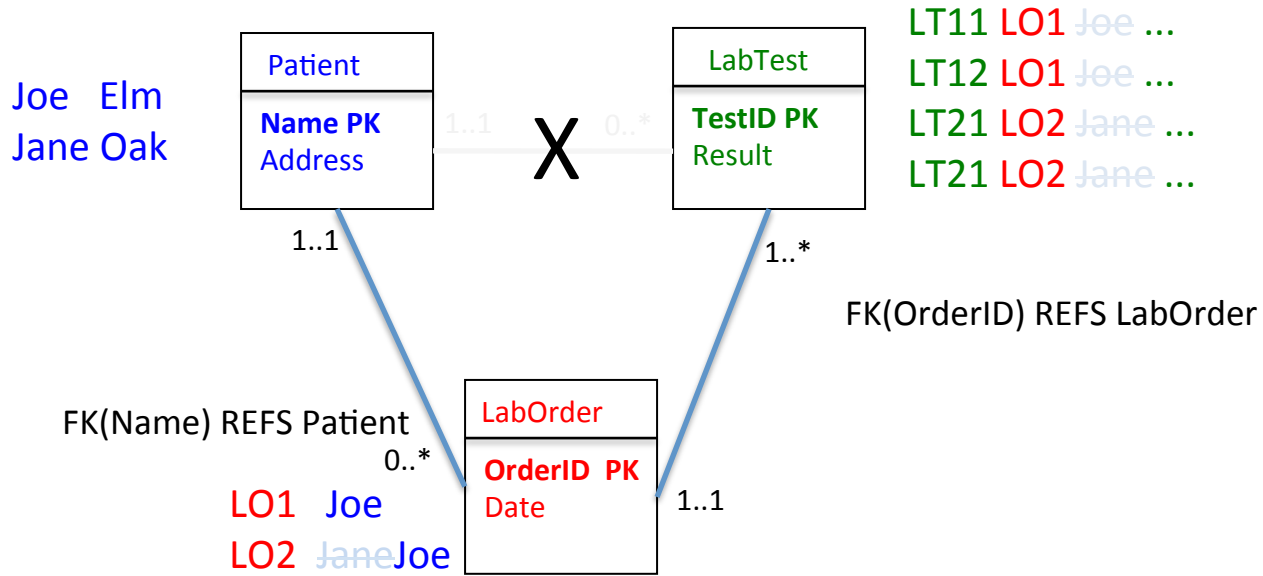 LT11 LO1 Joe ...
LT12 LO1 Joe ...
LT21 LO2 Jane ...
LT21 LO2 Jane ...
Joe Elm
Jane Oak
Patient
Name PK
Address
1..1
X
0..*
LabTest
TestID PK
Result
1..1
1..*
FK(OrderID) REFS LabOrder
FK(Name) REFS Patient
0..*
LO1 Joe
LO2 JaneJoe
LabOrder
OrderID PK
Date
1..1